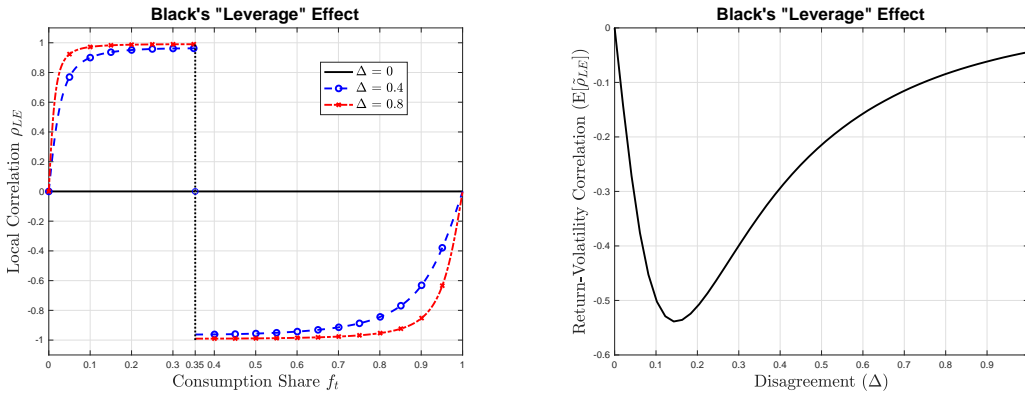 Black's "Leverage" Effect
Local Correlation ρ_LE
1
0.8
0.6
0.4
0.2
0
-0.2
-0.4
-0.6
-0.8
-1
Δ = 0
Δ = 0.4
Δ = 0.8
0 0.1 0.2 0.3 0.35 0.4 0.5 0.6 0.7 0.8 0.9 1
Consumption Share f_t
Black's "Leverage" Effect
Return-Volatility Correlation (E[ρ̃_LE])
0
-0.1
-0.2
-0.3
-0.4
-0.5
-0.6
0 0.1 0.2 0.3 0.4 0.5 0.6 0.7 0.8 0.9
Disagreement (Δ)